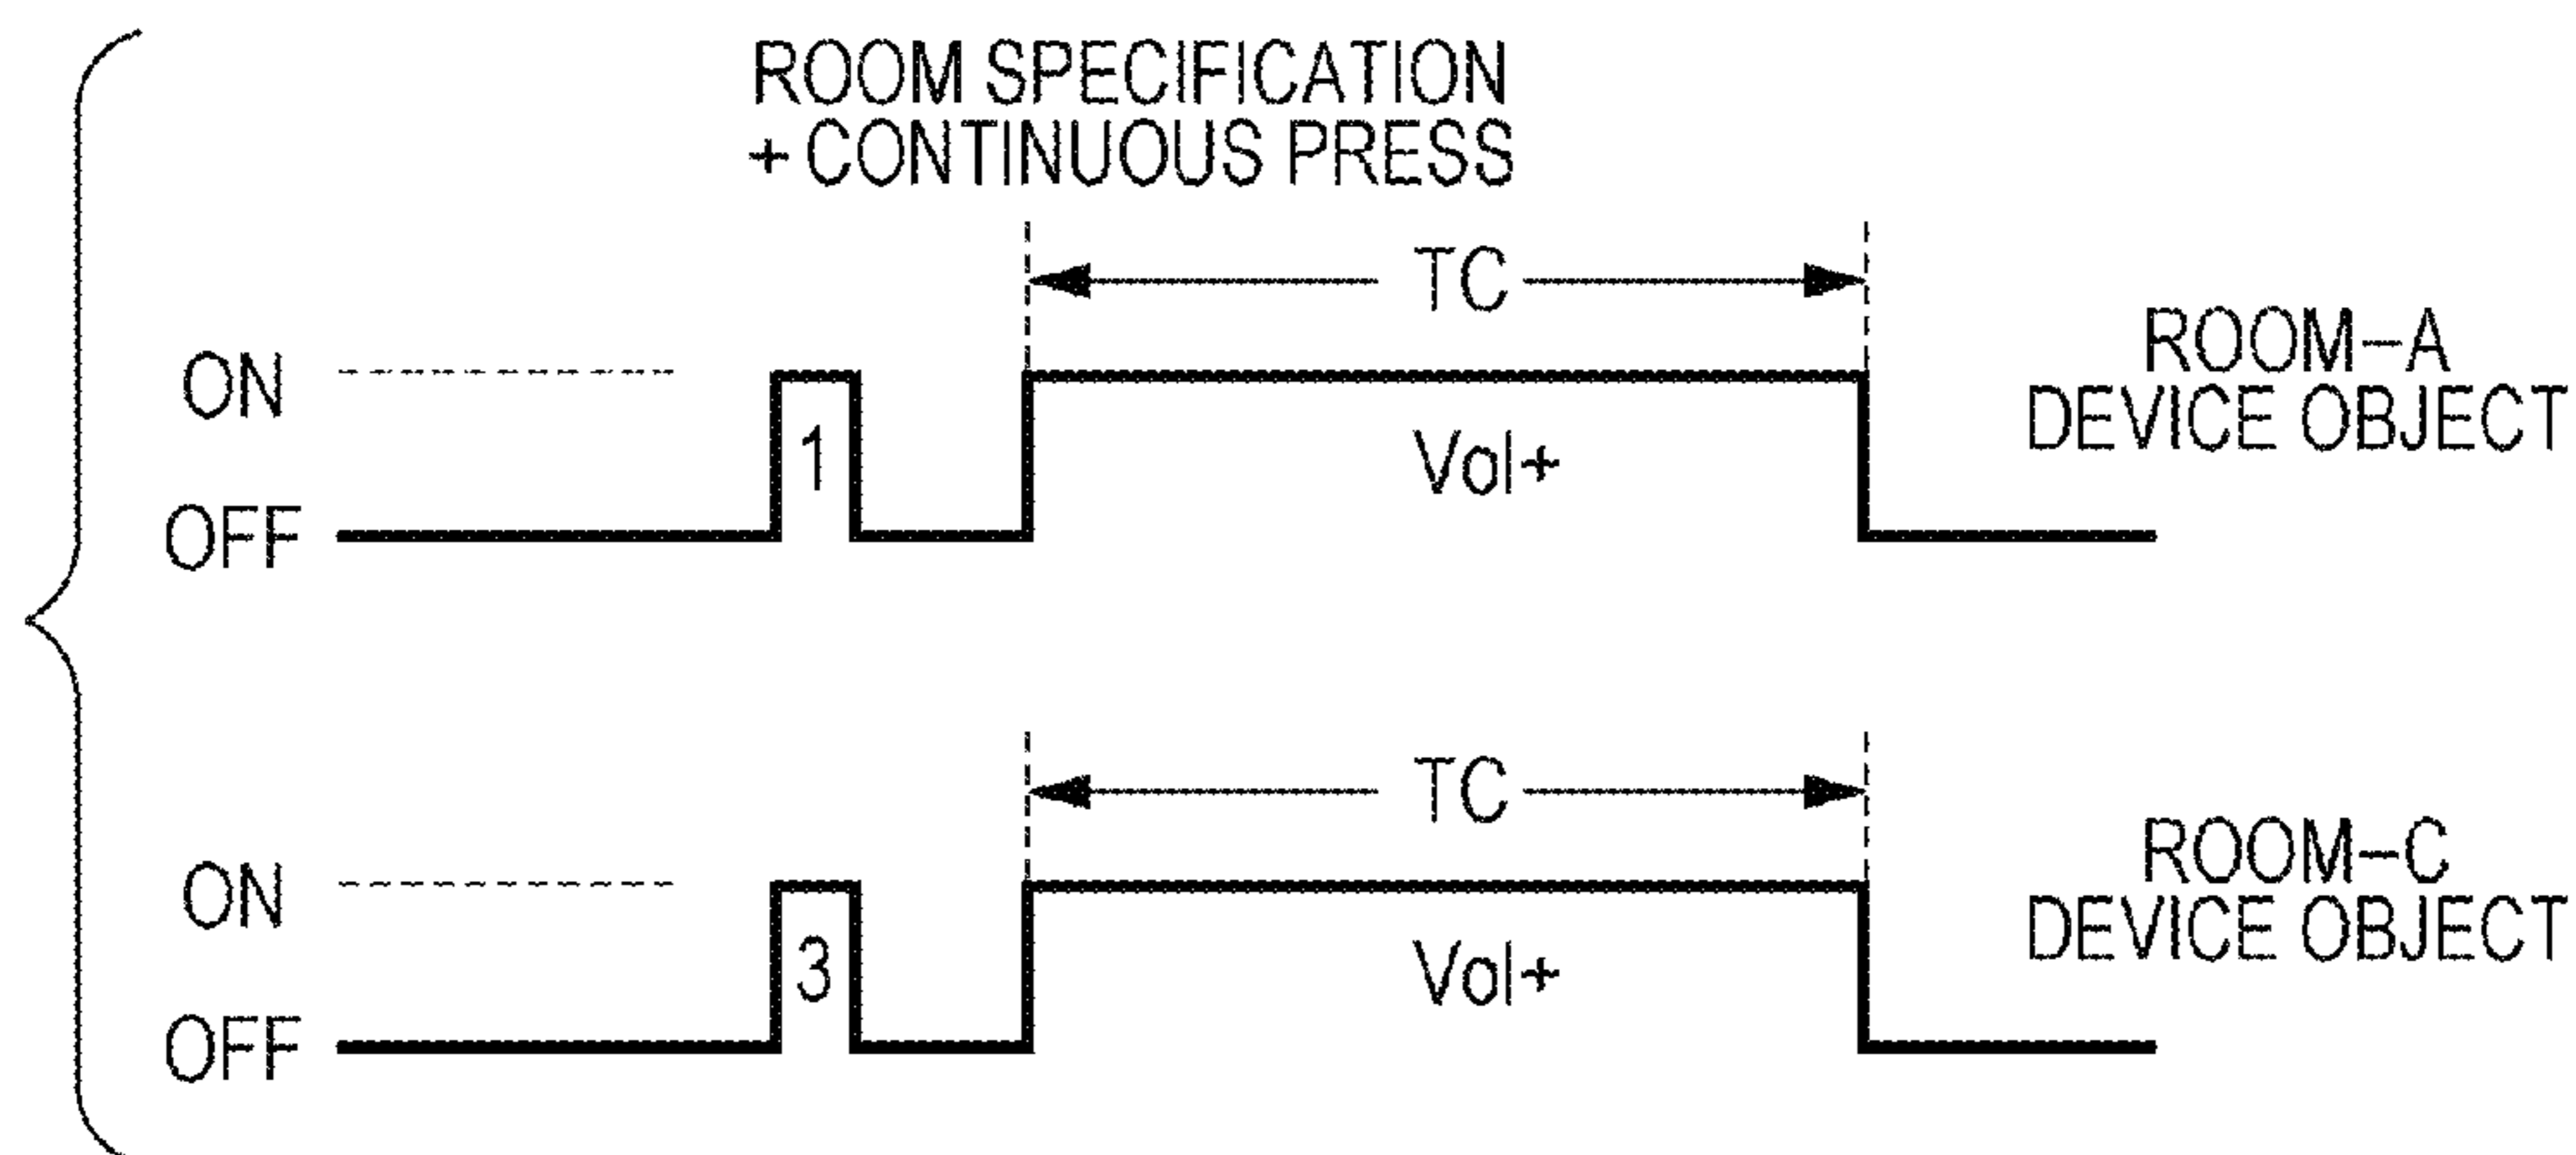 ROOM SPECIFICATION
+ CONTINUOUS PRESS
TC
ON
1
Vol+
OFF
ROOM-A
DEVICE OBJECT
TC
ON
3
Vol+
OFF
ROOM-C
DEVICE OBJECT